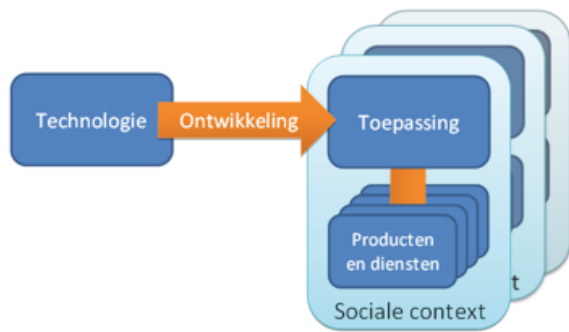 Technologie
Ontwikkeling
Toepassing
Producten
en diensten
Sociale context
t